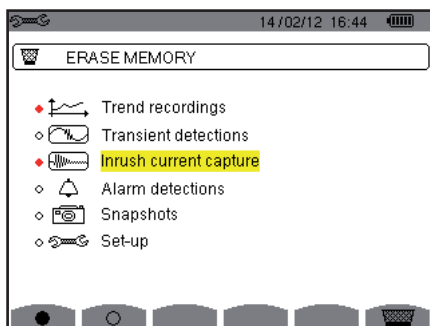 14/02/12 16:44
ERASE MEMORY
Trend recordings
Transient detections
Inrush current capture
Alarm detections
Snapshots
Set-up